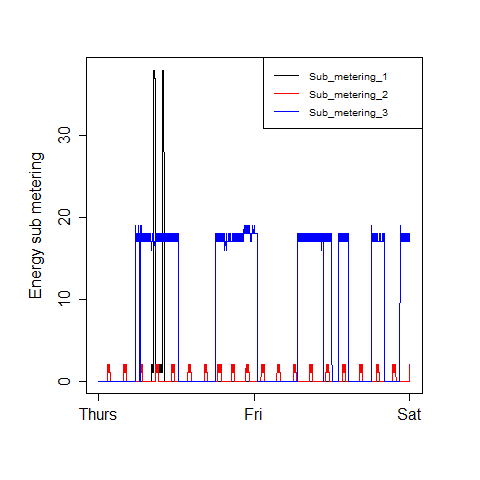 Sub_metering_1
Sub_metering_2
Sub_metering_3
Energy sub metering
30
20
10
0
Thurs Fri Sat